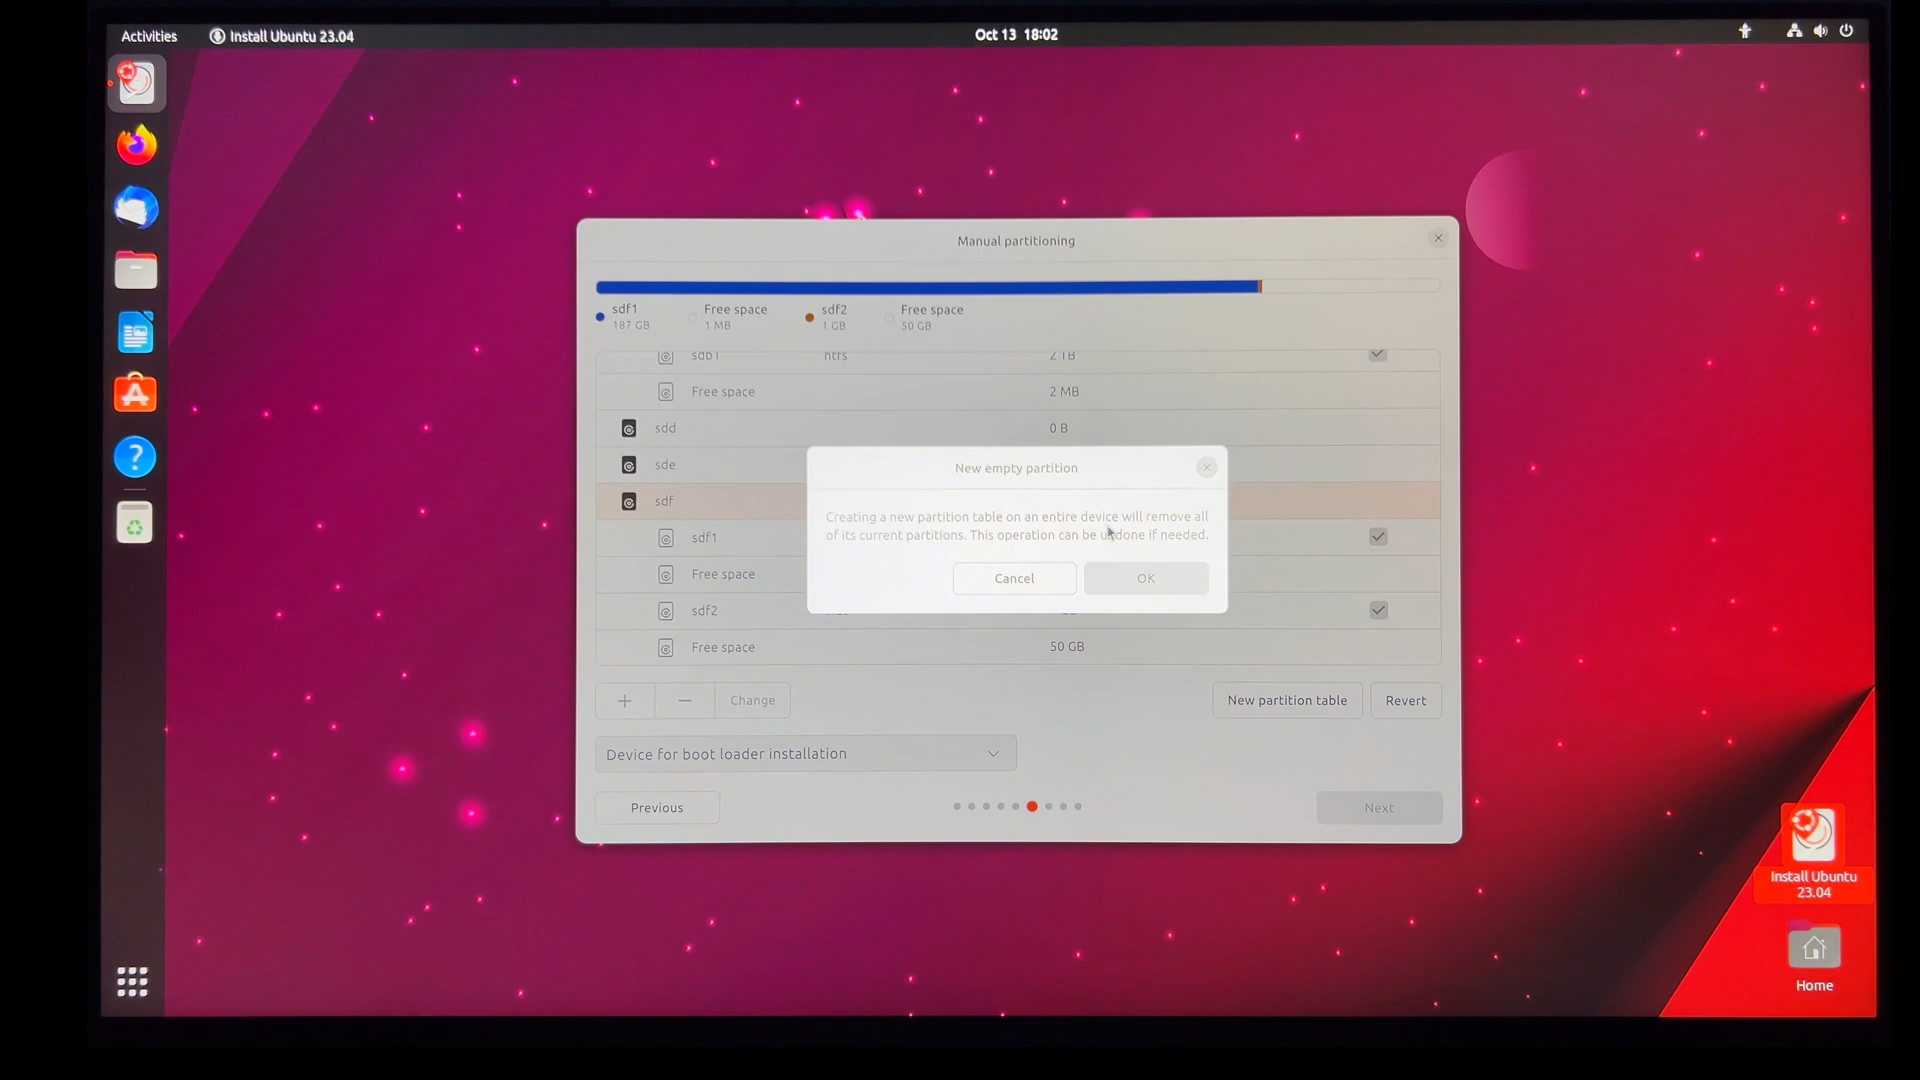 Activities Install Ubuntu 23.04 Oct 13 18:02
Manual partitioning
sdf1 Free space sdf2 Free space
187 GB 1 MB 1 GB 50 GB
sdb1 ntfs 2 TB
Free space 2 MB
sdd 0 B
sde
sdf
New empty partition
Creating a new partition table on an entire device will remove all
of its current partitions. This operation can be undone if needed.
Cancel OK
sdf1
Free space
sdf2
Free space 50 GB
+ − Change New partition table Revert
Device for boot loader installation
Previous Next
Install Ubuntu
23.04
Home